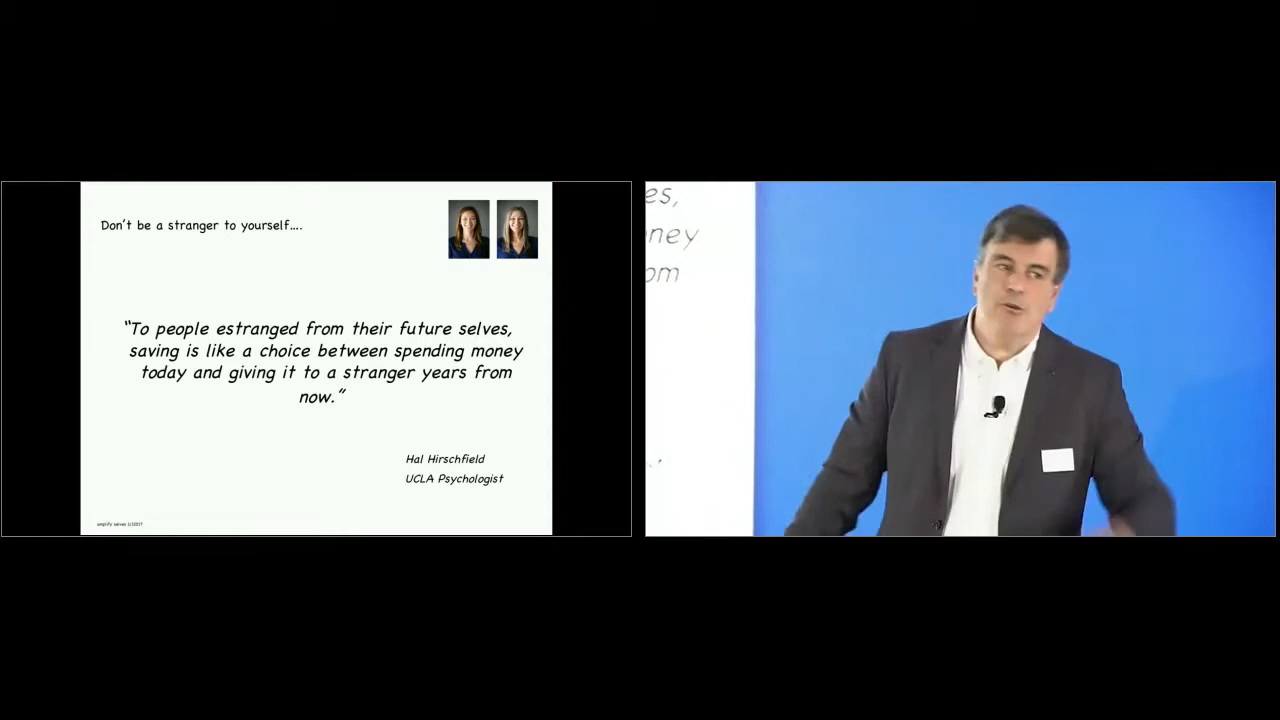 Don't be a stranger to yourself....
“To people estranged from their future selves,
saving is like a choice between spending money
today and giving it to a stranger years from
now.”
Hal Hirschfield
UCLA Psychologist
es,
ney
om